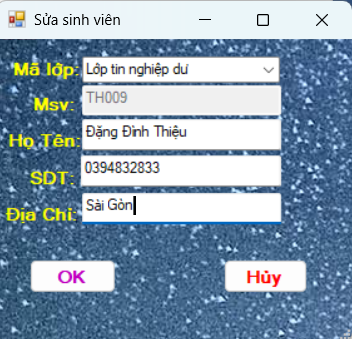 Sửa sinh viên
Mã lớp: Lớp tin nghiệp dư
Msv: TH009
Họ Tên: Đặng Đình Thiệu
SDT: 0394832833
Địa Chỉ: Sài Gòn
OK Hủy